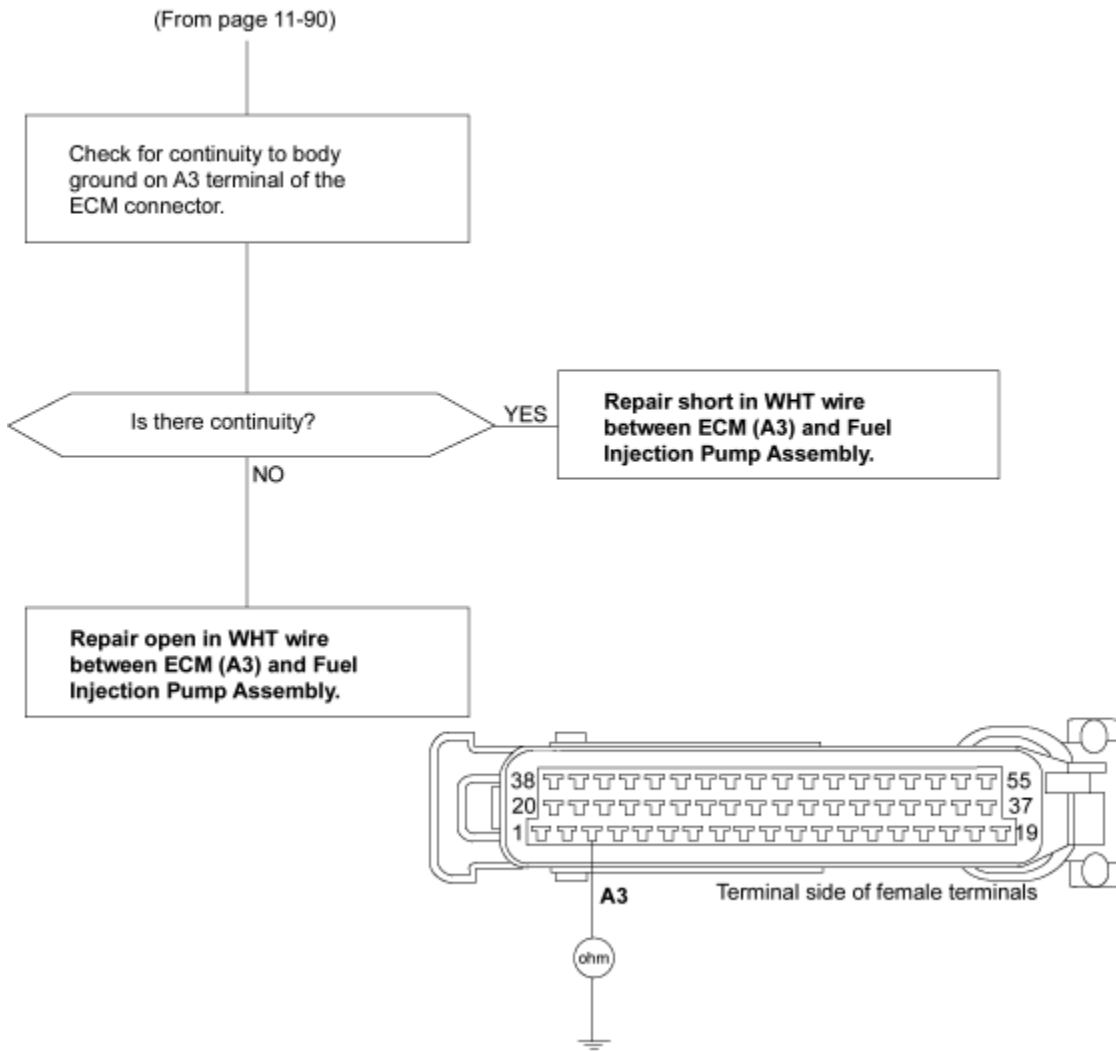 (From page 11-90)
Check for continuity to body
ground on A3 terminal of the
ECM connector.
Is there continuity?
YES
Repair short in WHT wire
between ECM (A3) and Fuel
Injection Pump Assembly.
NO
Repair open in WHT wire
between ECM (A3) and Fuel
Injection Pump Assembly.
38 55
20 37
1 19
A3
Terminal side of female terminals
ohm